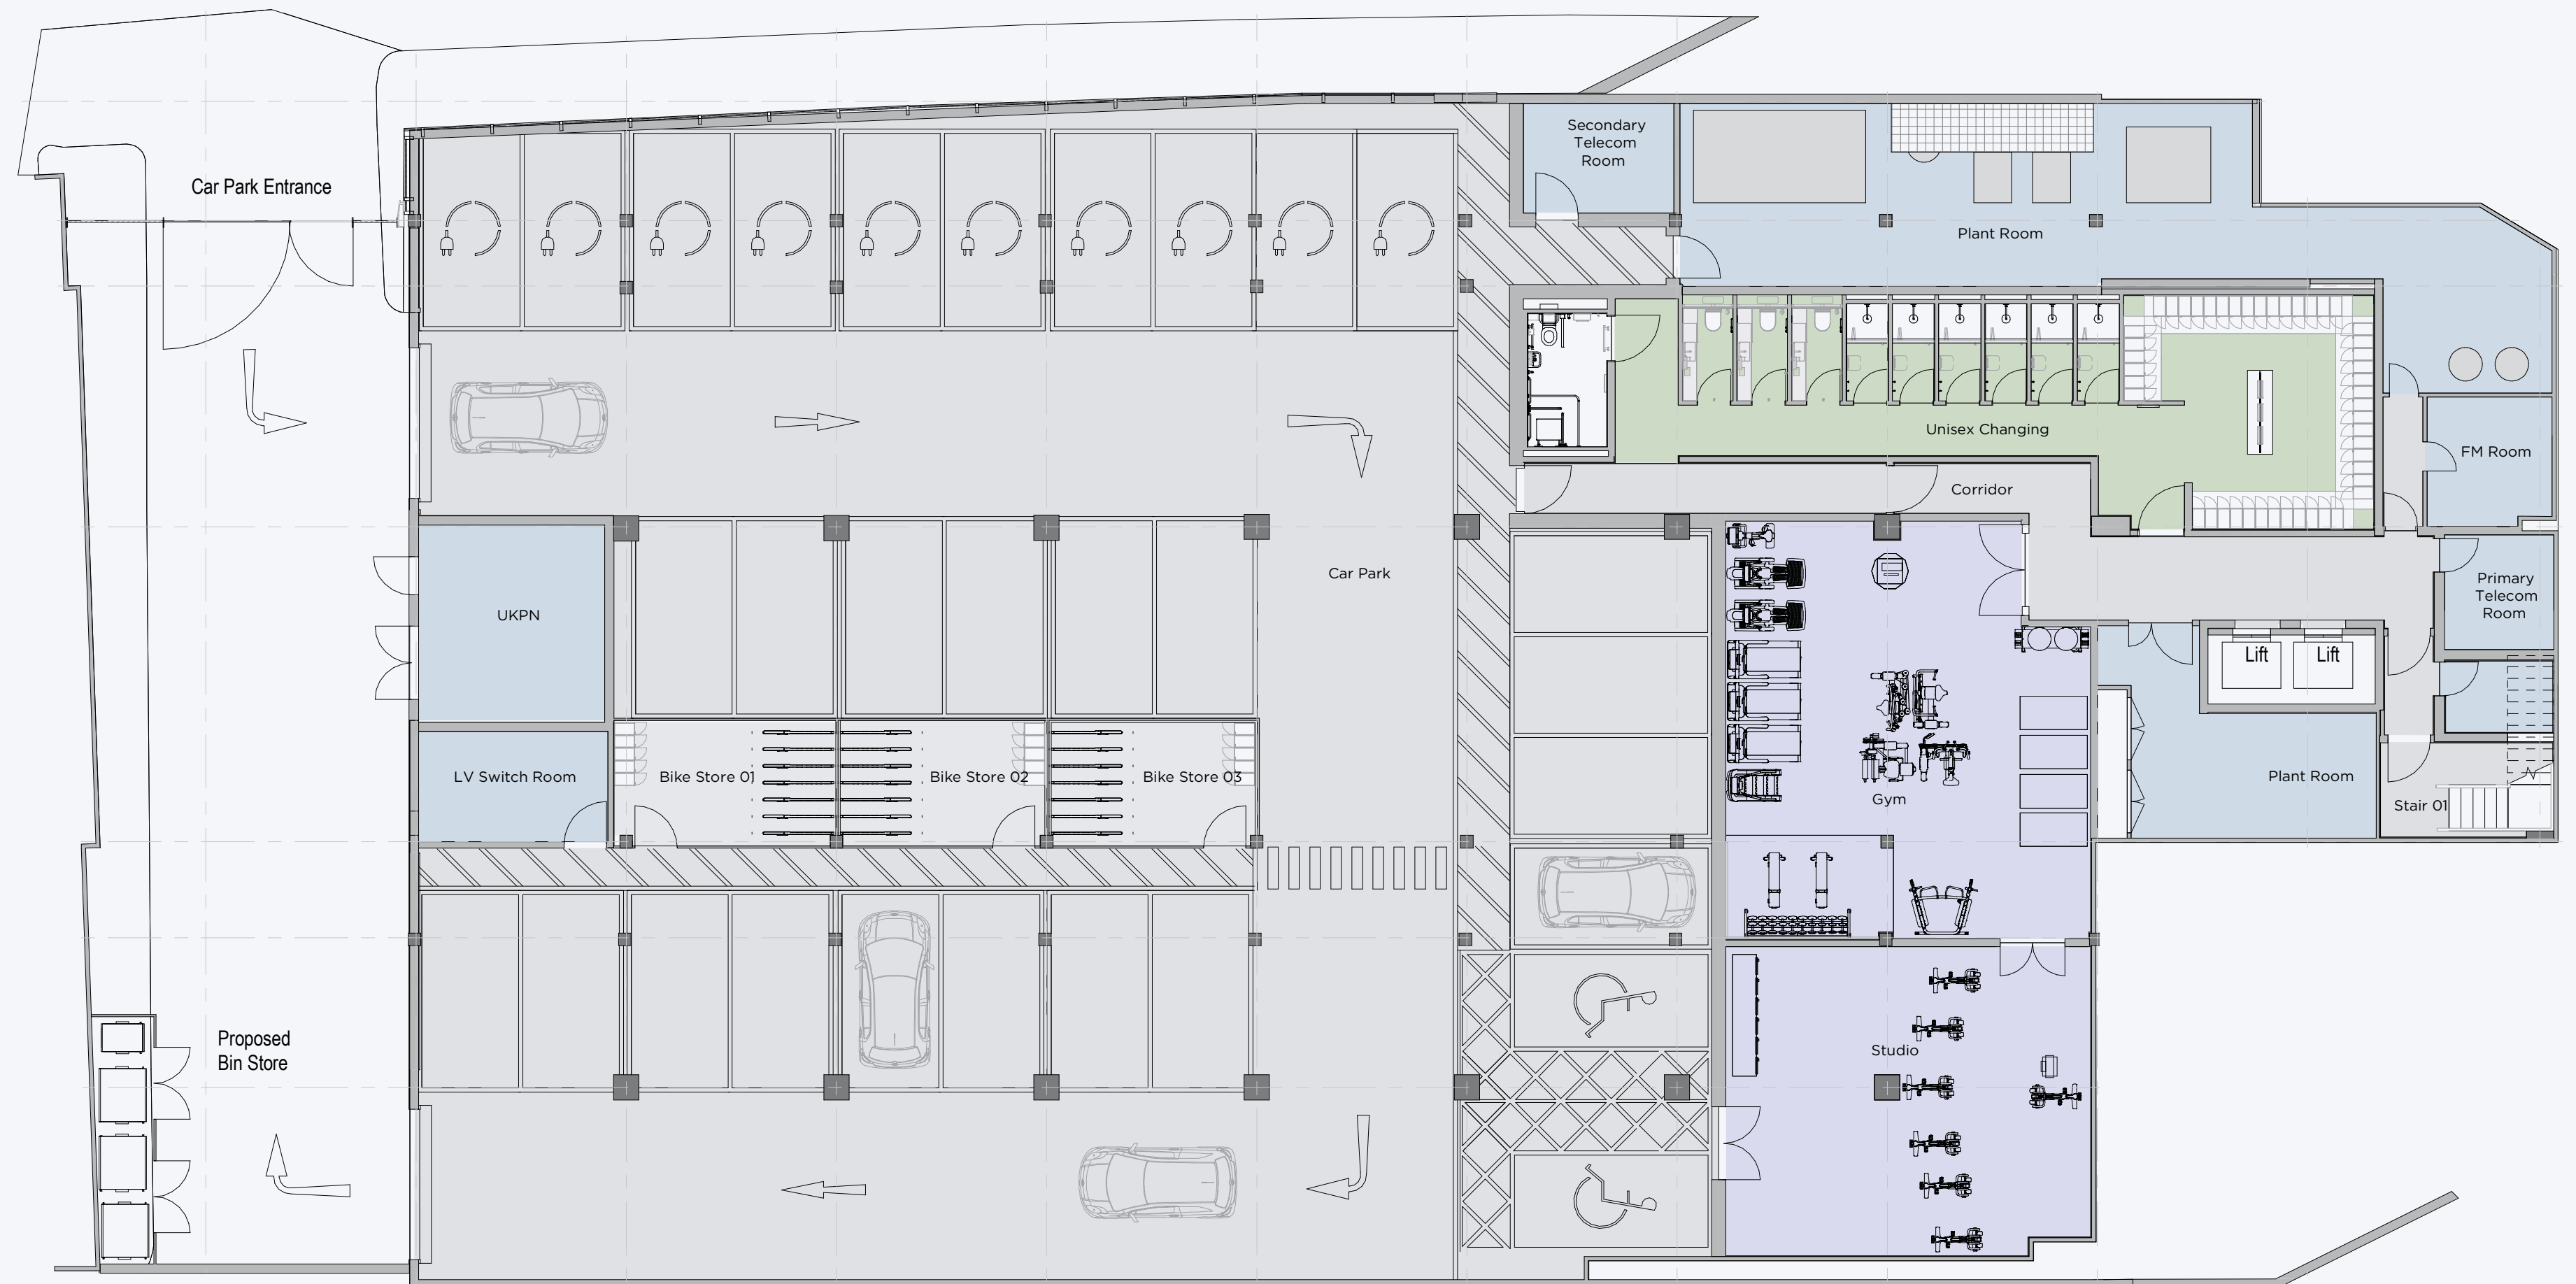 Secondary
Telecom
Room
Car Park Entrance
Plant Room
Unisex Changing
FM Room
Corridor
Car Park
Primary
Telecom
Room
UKPN
Lift
Lift
LV Switch Room
Bike Store 01
Bike Store 02
Bike Store 03
Gym
Plant Room
Stair 01
Proposed
Bin Store
Studio